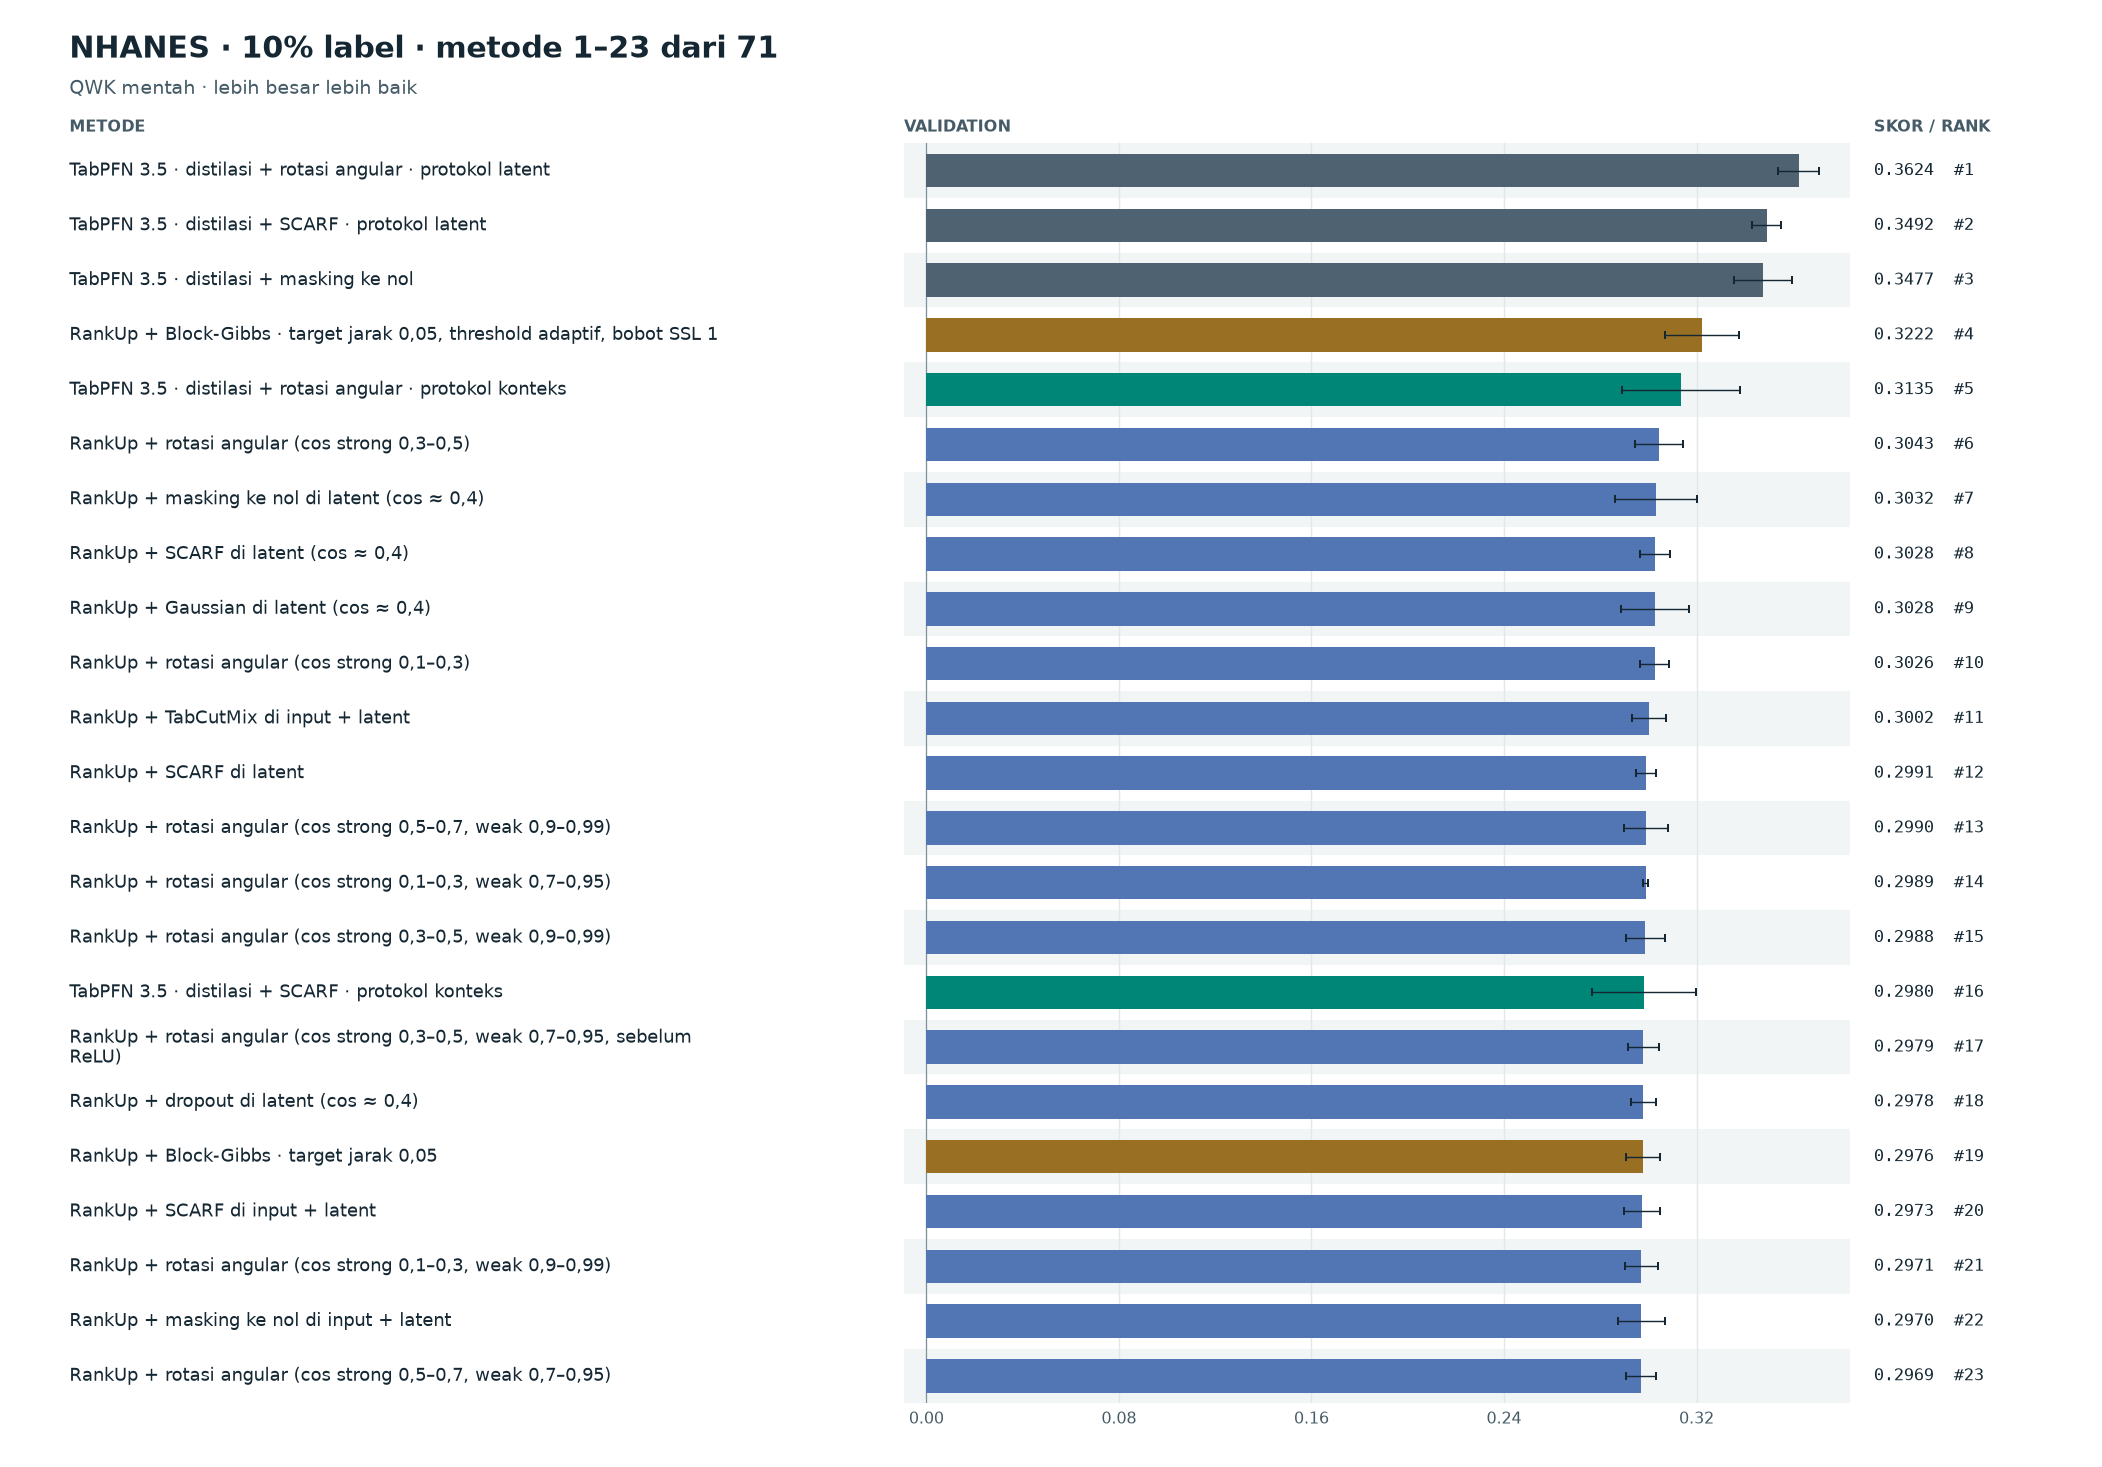 NHANES · 10% label · metode 1–23 dari 71
QWK mentah · lebih besar lebih baik
METODE VALIDATION SKOR / RANK
TabPFN 3.5 · distilasi + rotasi angular · protokol latent 0.3624 #1
TabPFN 3.5 · distilasi + SCARF · protokol latent 0.3492 #2
TabPFN 3.5 · distilasi + masking ke nol 0.3477 #3
RankUp + Block-Gibbs · target jarak 0,05, threshold adaptif, bobot SSL 1 0.3222 #4
TabPFN 3.5 · distilasi + rotasi angular · protokol konteks 0.3135 #5
RankUp + rotasi angular (cos strong 0,3–0,5) 0.3043 #6
RankUp + masking ke nol di latent (cos ≈ 0,4) 0.3032 #7
RankUp + SCARF di latent (cos ≈ 0,4) 0.3028 #8
RankUp + Gaussian di latent (cos ≈ 0,4) 0.3028 #9
RankUp + rotasi angular (cos strong 0,1–0,3) 0.3026 #10
RankUp + TabCutMix di input + latent 0.3002 #11
RankUp + SCARF di latent 0.2991 #12
RankUp + rotasi angular (cos strong 0,5–0,7, weak 0,9–0,99) 0.2990 #13
RankUp + rotasi angular (cos strong 0,1–0,3, weak 0,7–0,95) 0.2989 #14
RankUp + rotasi angular (cos strong 0,3–0,5, weak 0,9–0,99) 0.2988 #15
TabPFN 3.5 · distilasi + SCARF · protokol konteks 0.2980 #16
RankUp + rotasi angular (cos strong 0,3–0,5, weak 0,7–0,95, sebelum
ReLU) 0.2979 #17
RankUp + dropout di latent (cos ≈ 0,4) 0.2978 #18
RankUp + Block-Gibbs · target jarak 0,05 0.2976 #19
RankUp + SCARF di input + latent 0.2973 #20
RankUp + rotasi angular (cos strong 0,1–0,3, weak 0,9–0,99) 0.2971 #21
RankUp + masking ke nol di input + latent 0.2970 #22
RankUp + rotasi angular (cos strong 0,5–0,7, weak 0,7–0,95) 0.2969 #23
0.00 0.08 0.16 0.24 0.32